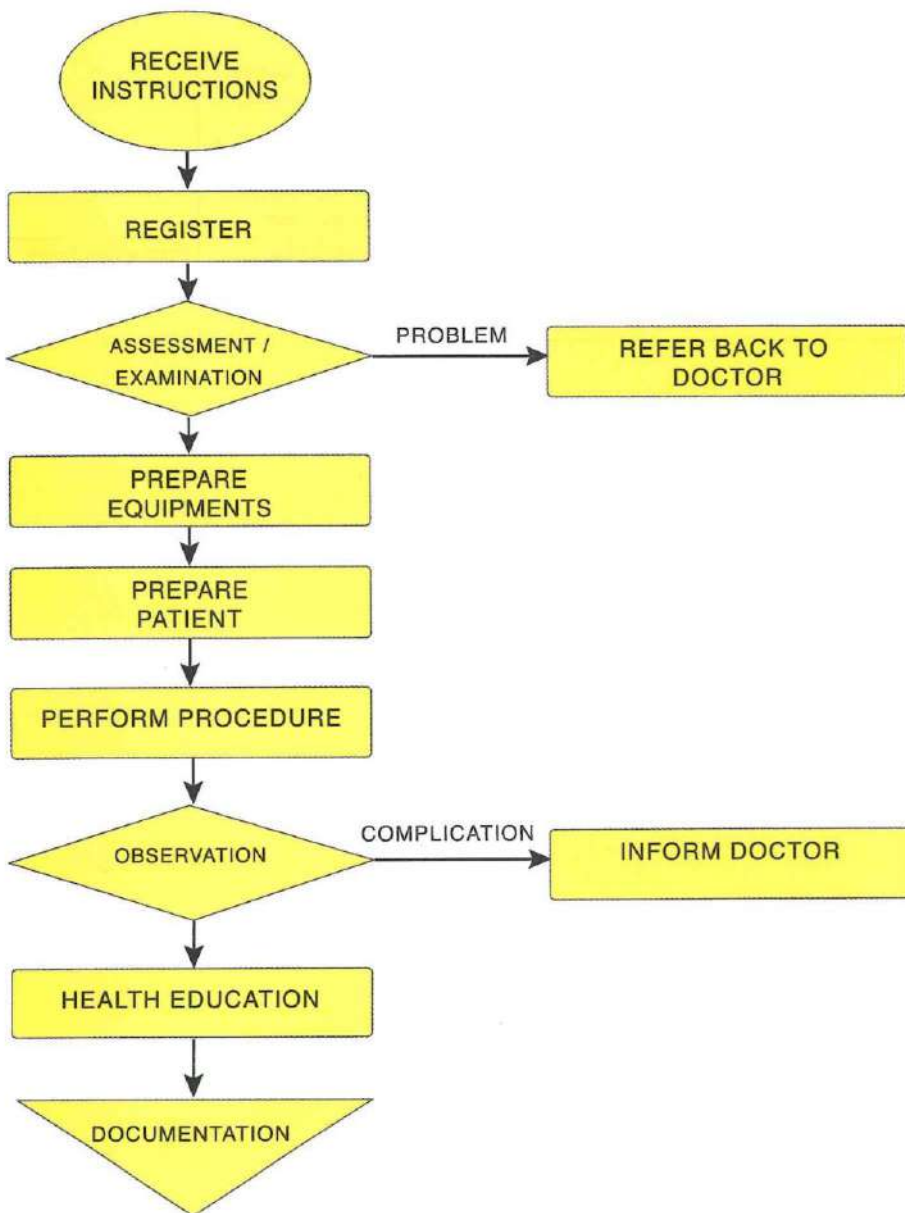 RECEIVE
INSTRUCTIONS
REGISTER
ASSESSMENT /
EXAMINATION
PROBLEM
REFER BACK TO
DOCTOR
PREPARE
EQUIPMENTS
PREPARE
PATIENT
PERFORM PROCEDURE
OBSERVATION
COMPLICATION
INFORM DOCTOR
HEALTH EDUCATION
DOCUMENTATION